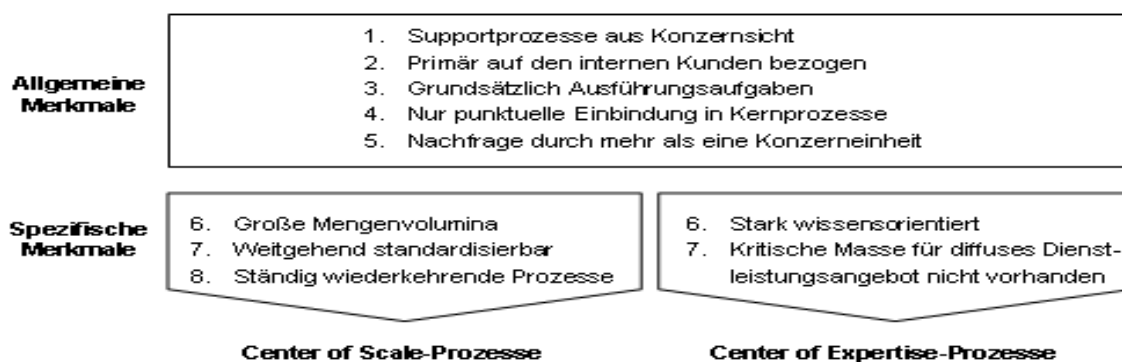 Allgemeine
Merkmale
1. Supportprozesse aus Konzernsicht
2. Primär auf den internen Kunden bezogen
3. Grundsätzlich Ausführungsaufgaben
4. Nur punktuelle Einbindung in Kernprozesse
5. Nachfrage durch mehr als eine Konzerneinheit
Spezifische
Merkmale
6. Große Mengenvolumina
7. Weitgehend standardisierbar
8. Ständig wiederkehrende Prozesse
6. Stark wissensorientiert
7. Kritische Masse für diffuses Dienst-
leistungsangebot nicht vorhanden
Center of Scale-Prozesse
Center of Expertise-Prozesse